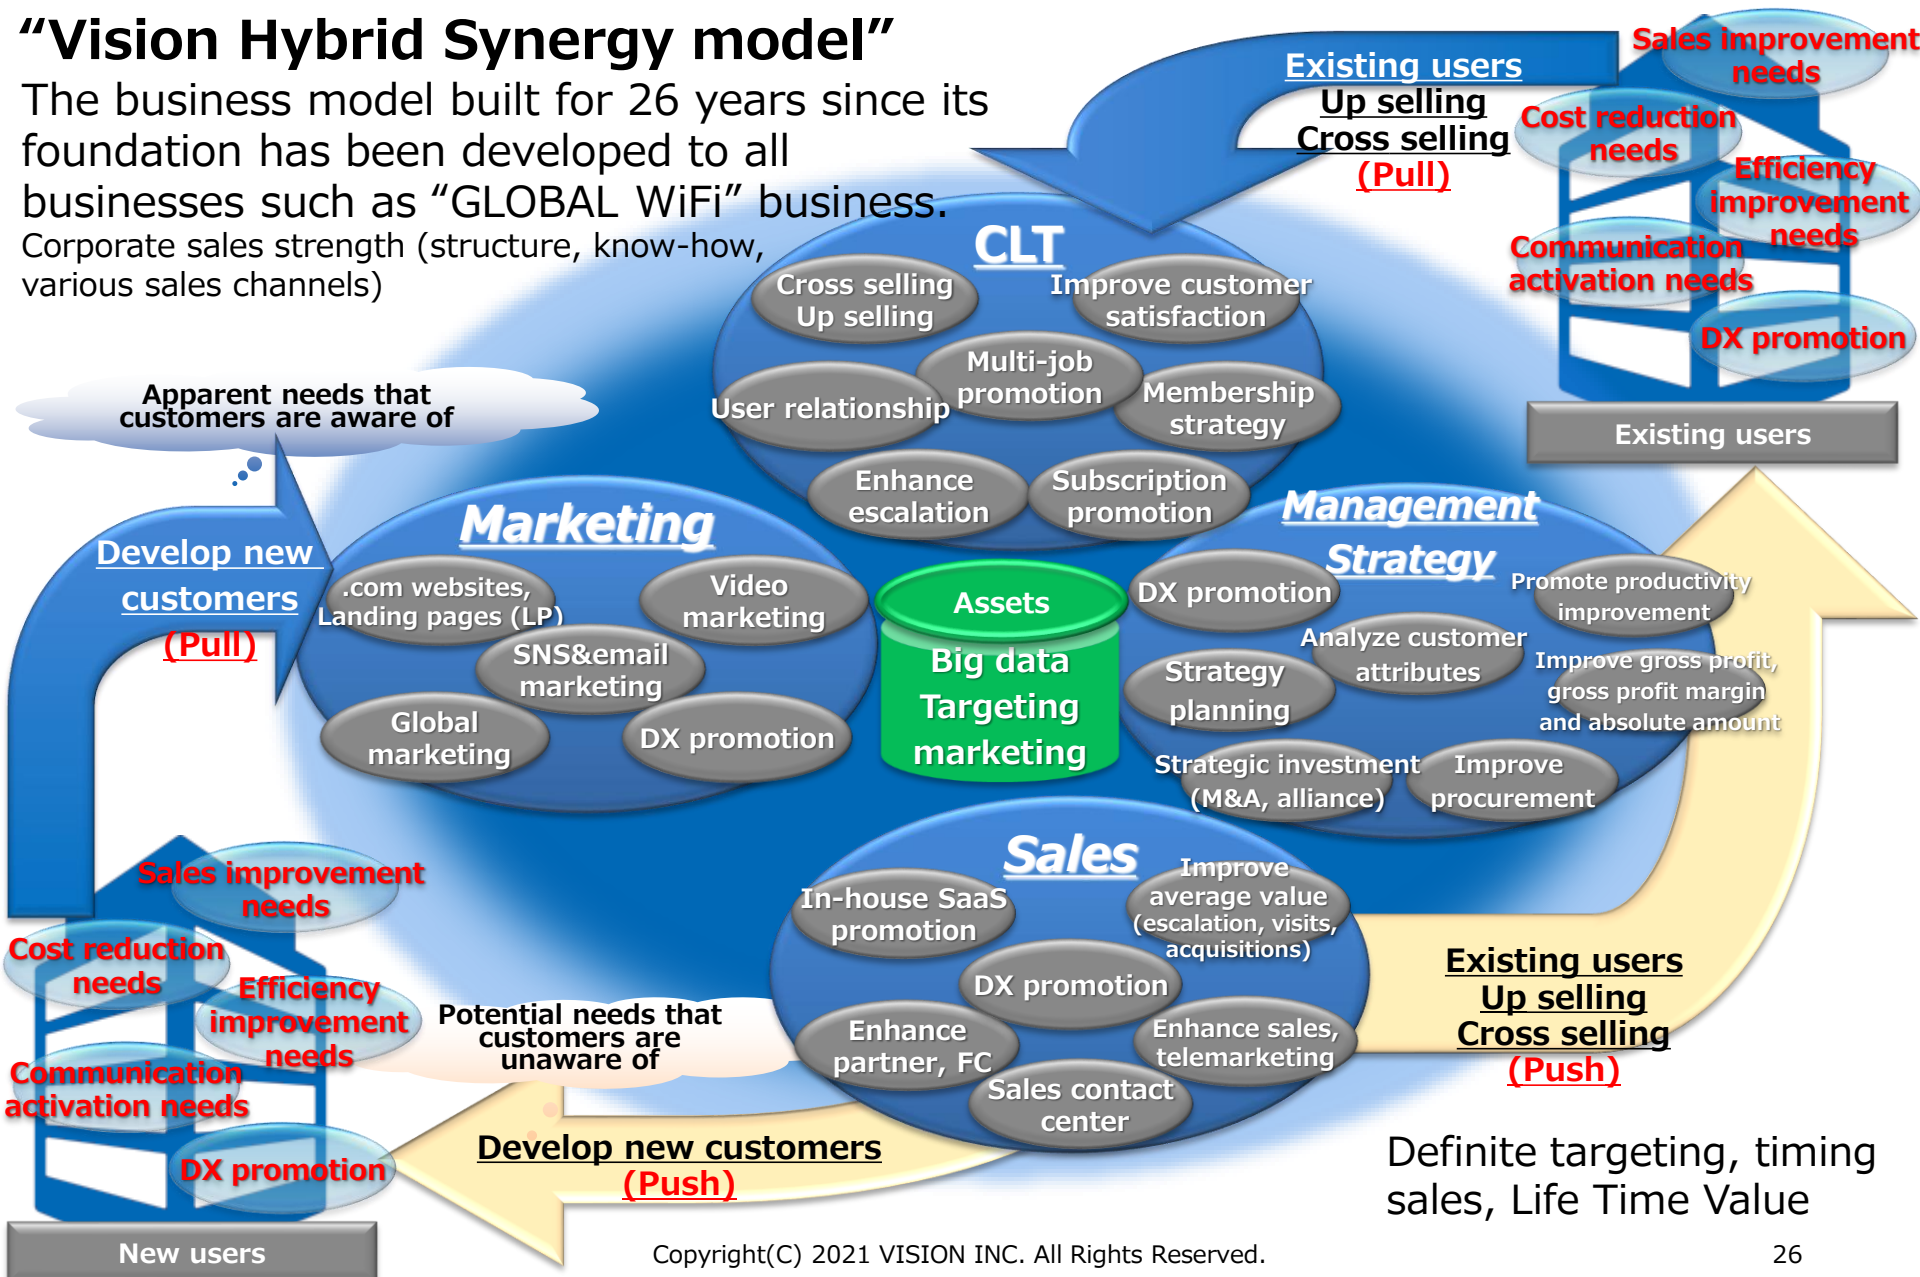 “Vision Hybrid Synergy model”
The business model built for 26 years since its
foundation has been developed to all
businesses such as “GLOBAL WiFi” business.
Corporate sales strength (structure, know-how,
various sales channels)
Existing users
Up selling
Cross selling
(Pull)
Sales improvement
needs
Cost reduction
needs
Efficiency
improvement
needs
Communication
activation needs
DX promotion
Existing users
CLT
Cross selling
Up selling
Improve customer
satisfaction
Multi-job
promotion
User relationship
Membership
strategy
Enhance
escalation
Subscription
promotion
Apparent needs that
customers are aware of
Develop new
customers
(Pull)
Marketing
.com websites,
Landing pages (LP)
Video
marketing
SNS&email
marketing
Global
marketing
DX promotion
Assets
Big data
Targeting
marketing
Management
Strategy
DX promotion
Promote productivity
improvement
Analyze customer
attributes
Strategy
planning
Improve gross profit,
gross profit margin
and absolute amount
Strategic investment
(M&A, alliance)
Improve
procurement
Sales
In-house SaaS
promotion
Improve
average value
(escalation, visits,
acquisitions)
DX promotion
Enhance
partner, FC
Enhance sales,
telemarketing
Sales contact
center
Existing users
Up selling
Cross selling
(Push)
Sales improvement
needs
Cost reduction
needs
Efficiency
improvement
needs
Communication
activation needs
DX promotion
New users
Potential needs that
customers are
unaware of
Develop new customers
(Push)
Definite targeting, timing
sales, Life Time Value
Copyright(C) 2021 VISION INC. All Rights Reserved.
26